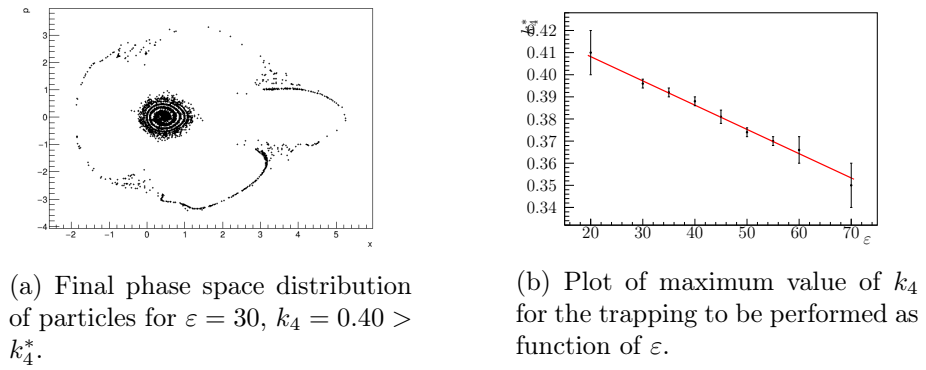 p
3
2
1
0
−1
−2
−3
−4
−2 −1 0 1 2 3 4 5
x
0.42
0.41
0.40
0.39
0.38
0.37
0.36
0.35
0.34
20 30 40 50 60 70
ε
(a) Final phase space distribution
of particles for ε = 30, k₄ = 0.40 >
k₄*.
(b) Plot of maximum value of k₄
for the trapping to be performed as
function of ε.